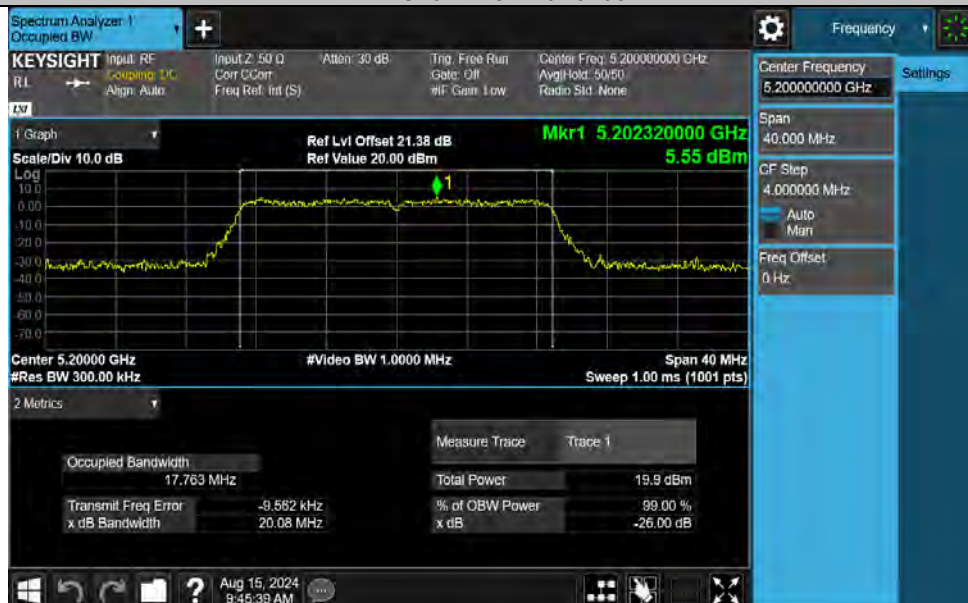 Spectrum Analyzer 1
Occupied BW
Frequency
KEYSIGHT
Input: RF
Input Z: 50 Ω
Atten: 30 dB
Trig: Free Run
Center Freq: 5.200000000 GHz
RL
Coupling: DC
Corr CCorr
Gate: Off
Avg|Hold: 50/50
Align: Auto
Freq Ref: Int (S)
#IF Gain: Low
Radio Std: None
LXI
1 Graph
Ref Lvl Offset 21.38 dB
Mkr1 5.202320000 GHz
Scale/Div 10.0 dB
Ref Value 20.00 dBm
5.55 dBm
Log
10.0
0.00
-10.0
-20.0
-30.0
-40.0
-50.0
-60.0
-70.0
1
Center 5.20000 GHz
#Video BW 1.0000 MHz
Span 40 MHz
#Res BW 300.00 kHz
Sweep 1.00 ms (1001 pts)
2 Metrics
Measure Trace
Trace 1
Occupied Bandwidth
17.763 MHz
Total Power
19.9 dBm
Transmit Freq Error
-9.562 kHz
% of OBW Power
99.00 %
x dB Bandwidth
20.08 MHz
x dB
-26.00 dB
Aug 15, 2024
9:45:39 AM
Center Frequency
5.200000000 GHz
Settings
Span
40.000 MHz
CF Step
4.000000 MHz
Auto
Man
Freq Offset
0 Hz